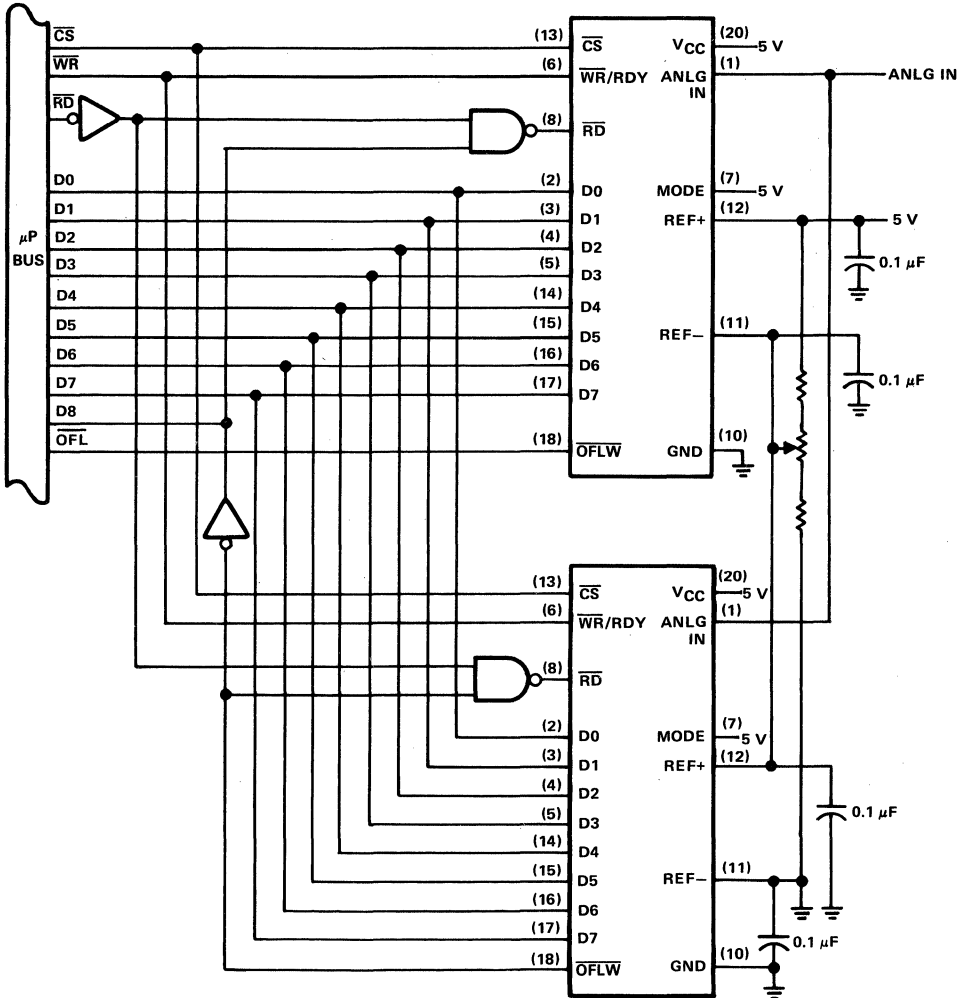 CS (20)
(13) CS VCC 5 V
WR (6) WR/RDY ANLG IN (1) ANLG IN
RD (8) RD
D0 (2) D0 MODE (7) 5 V
D1 (3) D1 REF+ (12) 5 V
D2 (4) D2
μP BUS
D3 (5) D3 0.1 μF
D4 (14) D4
D5 (15) D5 REF− (11)
D6 (16) D6
D7 (17) D7 0.1 μF
D8
OFL (18) OFLW GND (10)
(13) CS VCC (20) 5 V
(6) WR/RDY ANLG IN (1)
(8) RD
(2) D0 MODE (7) 5 V
(3) D1 REF+ (12)
(4) D2
(5) D3 0.1 μF
(14) D4
(15) D5 REF− (11)
(16) D6
(17) D7 0.1 μF
(18) OFLW GND (10)